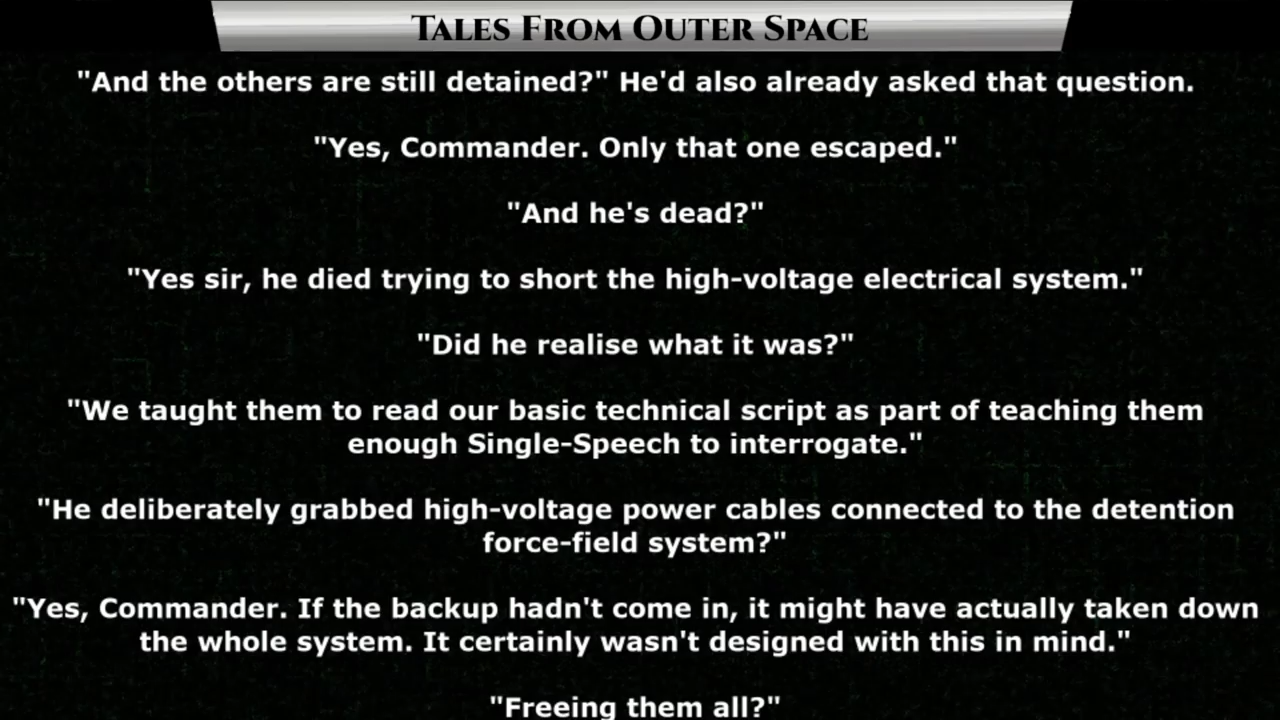 Tales From Outer Space
"And the others are still detained?" He'd also already asked that question.
"Yes, Commander. Only that one escaped."
"And he's dead?"
"Yes sir, he died trying to short the high-voltage electrical system."
"Did he realise what it was?"
"We taught them to read our basic technical script as part of teaching them
enough Single-Speech to interrogate."
"He deliberately grabbed high-voltage power cables connected to the detention
force-field system?"
"Yes, Commander. If the backup hadn't come in, it might have actually taken down
the whole system. It certainly wasn't designed with this in mind."
"Freeing them all?"